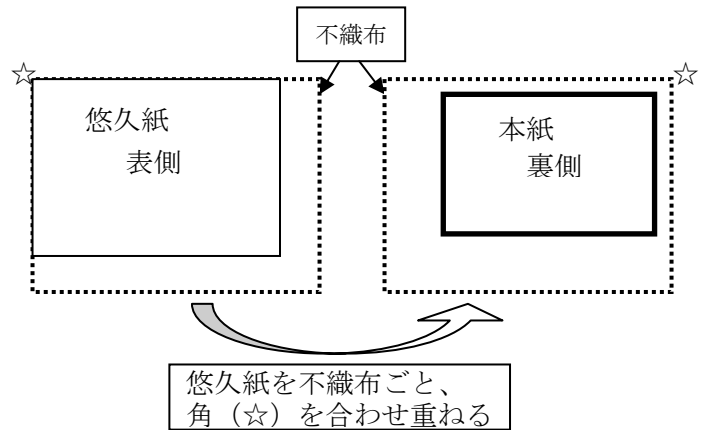 不織布
☆
☆
悠久紙
表側
本紙
裏側
悠久紙を不織布ごと、
角（☆）を合わせ重ねる